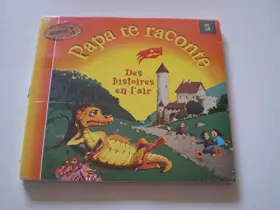 Papa te raconte
5
Des
histoires
en l'air